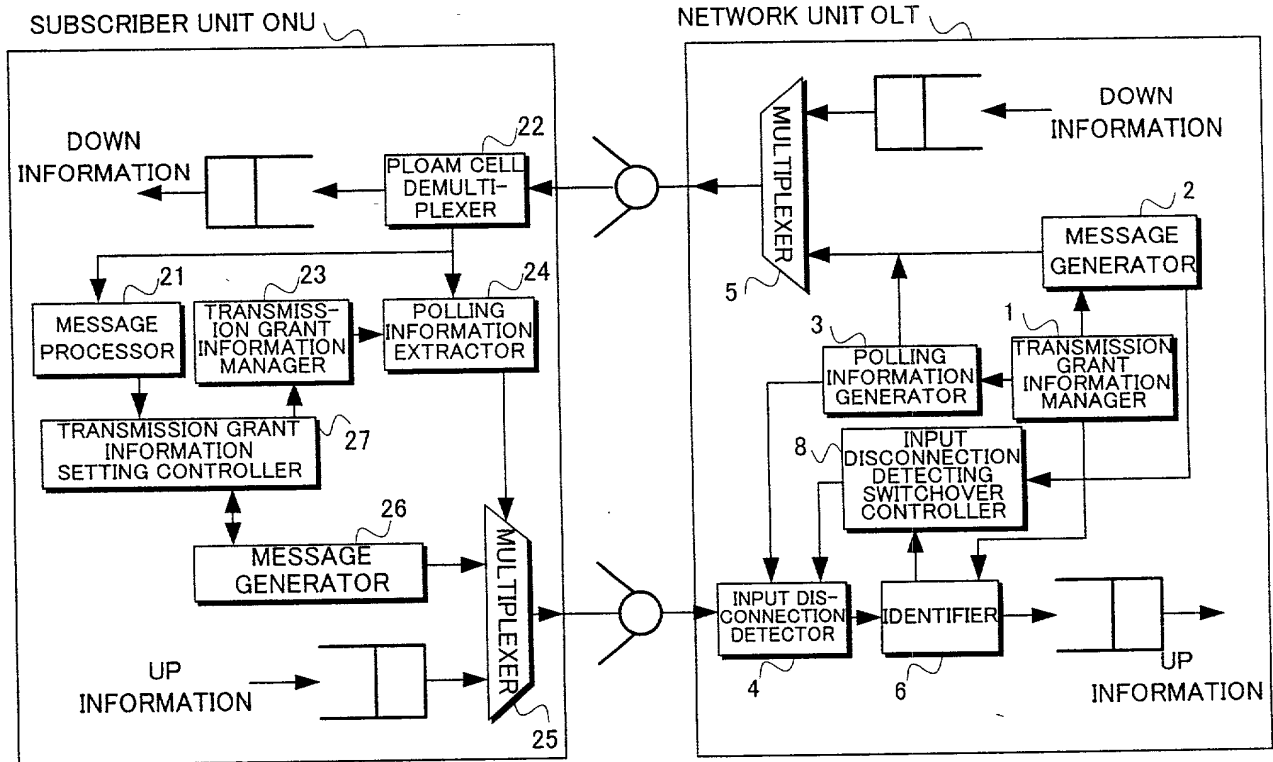 SUBSCRIBER UNIT ONU
NETWORK UNIT OLT
DOWN
INFORMATION
22
PLOAM CELL
DEMULTI-
PLEXER
MULTIPLEXER
5
DOWN
INFORMATION
2
MESSAGE
GENERATOR
21
MESSAGE
PROCESSOR
23
TRANSMISS-
ION GRANT
INFORMATION
MANAGER
24
POLLING
INFORMATION
EXTRACTOR
3
POLLING
INFORMATION
GENERATOR
1
TRANSMISSION
GRANT
INFORMATION
MANAGER
TRANSMISSION GRANT
INFORMATION
SETTING CONTROLLER
27
8
INPUT
DISCONNECTION
DETECTING
SWITCHOVER
CONTROLLER
26
MESSAGE
GENERATOR
MULTIPLEXER
25
INPUT DIS-
CONNECTION
DETECTOR
4
IDENTIFIER
6
UP
INFORMATION
UP
INFORMATION